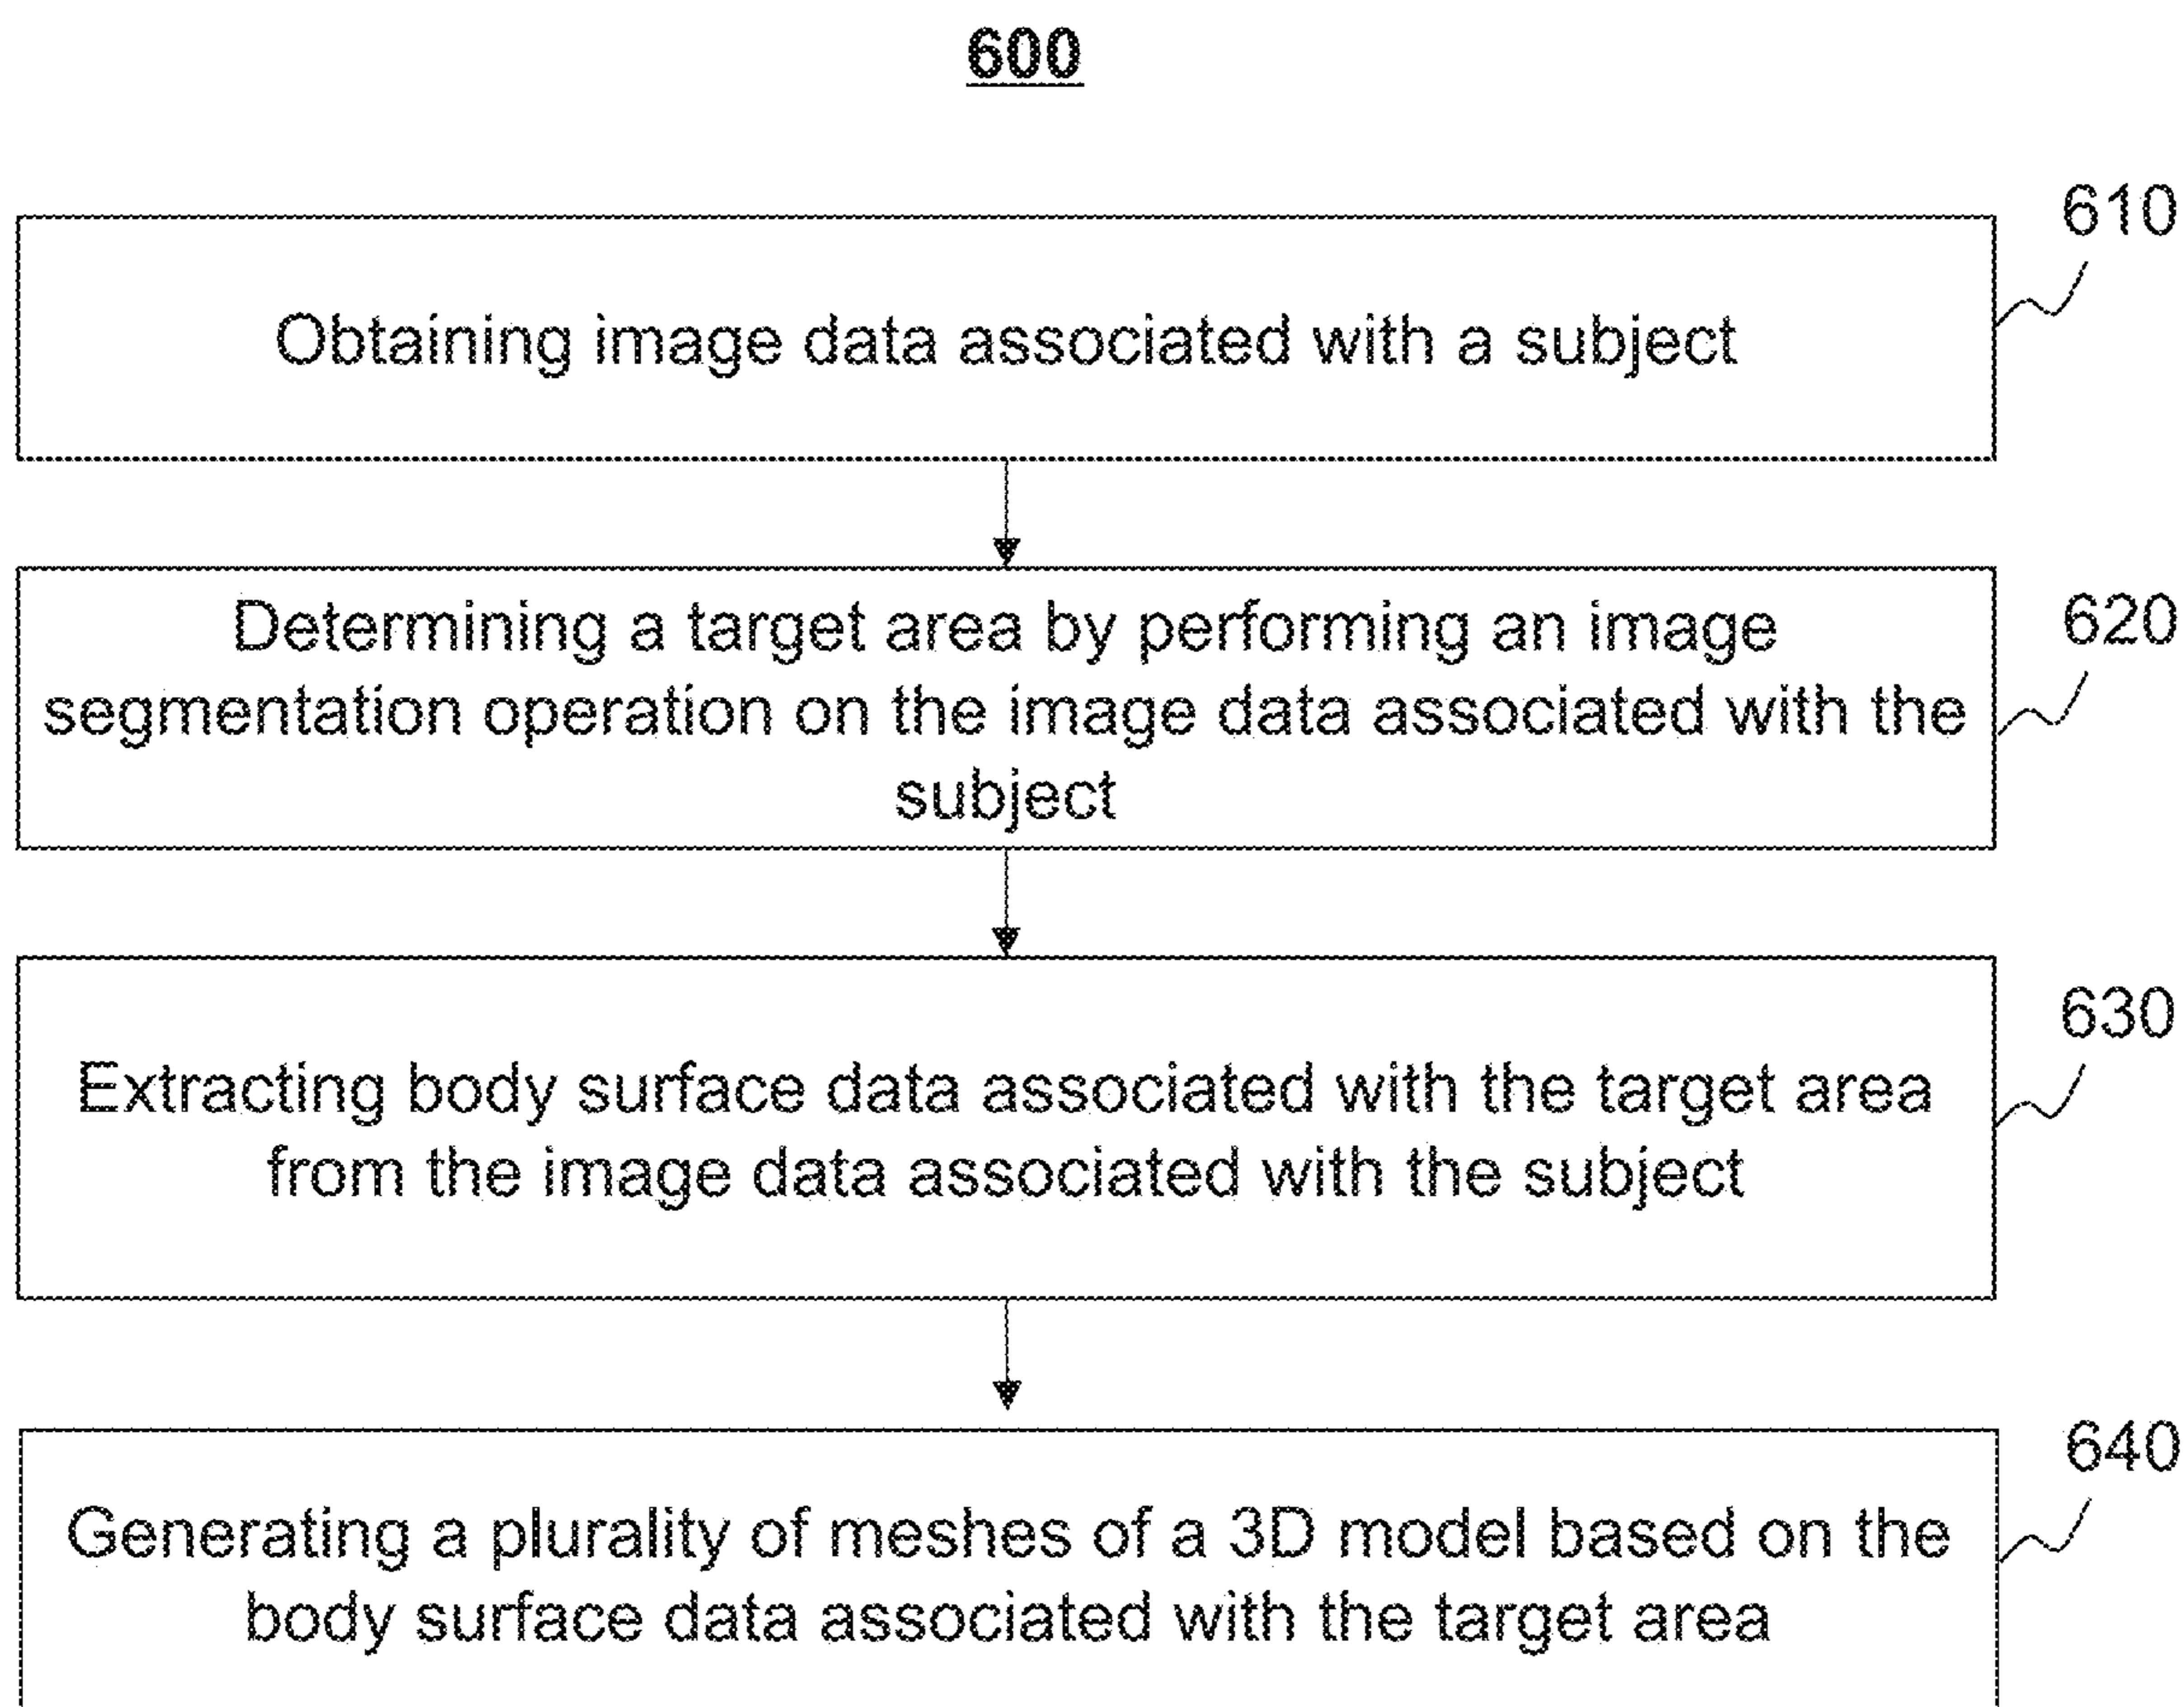 600
610
Obtaining image data associated with a subject
620
Determining a target area by performing an image
segmentation operation on the image data associated with the
subject
630
Extracting body surface data associated with the target area
from the image data associated with the subject
640
Generating a plurality of meshes of a 3D model based on the
body surface data associated with the target area